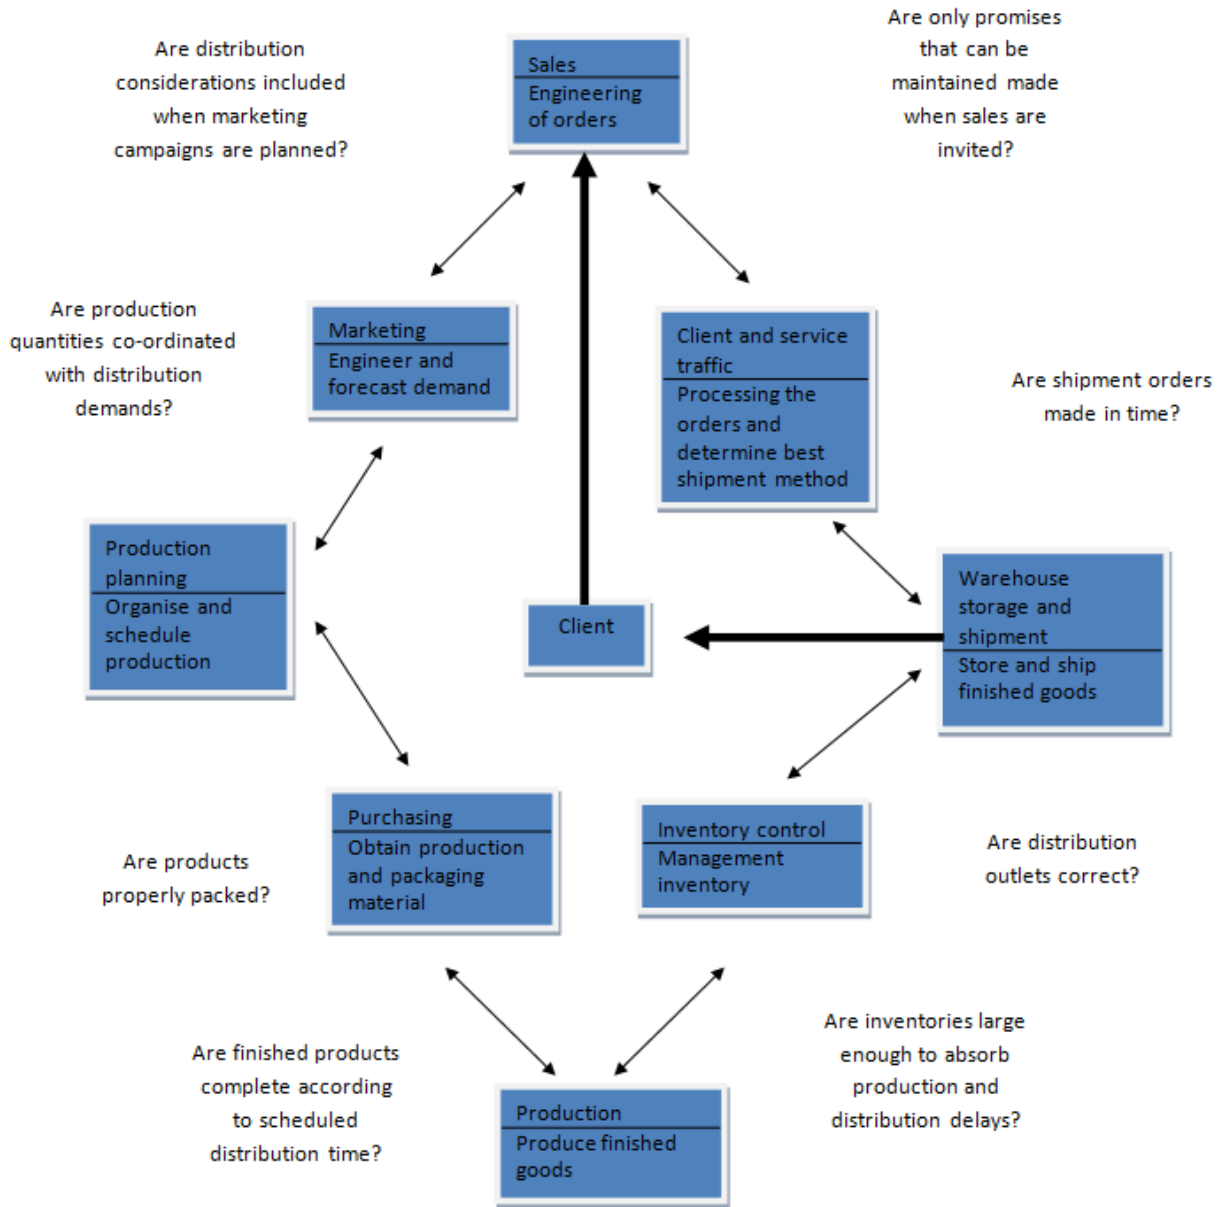 Are distribution
considerations included
when marketing
campaigns are planned?
Sales
Engineering
of orders
Are only promises
that can be
maintained made
when sales are
invited?
Are production
quantities co-ordinated
with distribution
demands?
Marketing
Engineer and
forecast demand
Client and service
traffic
Processing the
orders and
determine best
shipment method
Are shipment orders
made in time?
Production
planning
Organise and
schedule
production
Client
Warehouse
storage and
shipment
Store and ship
finished goods
Are products
properly packed?
Purchasing
Obtain production
and packaging
material
Inventory control
Management
inventory
Are distribution
outlets correct?
Are finished products
complete according
to scheduled
distribution time?
Production
Produce finished
goods
Are inventories large
enough to absorb
production and
distribution delays?